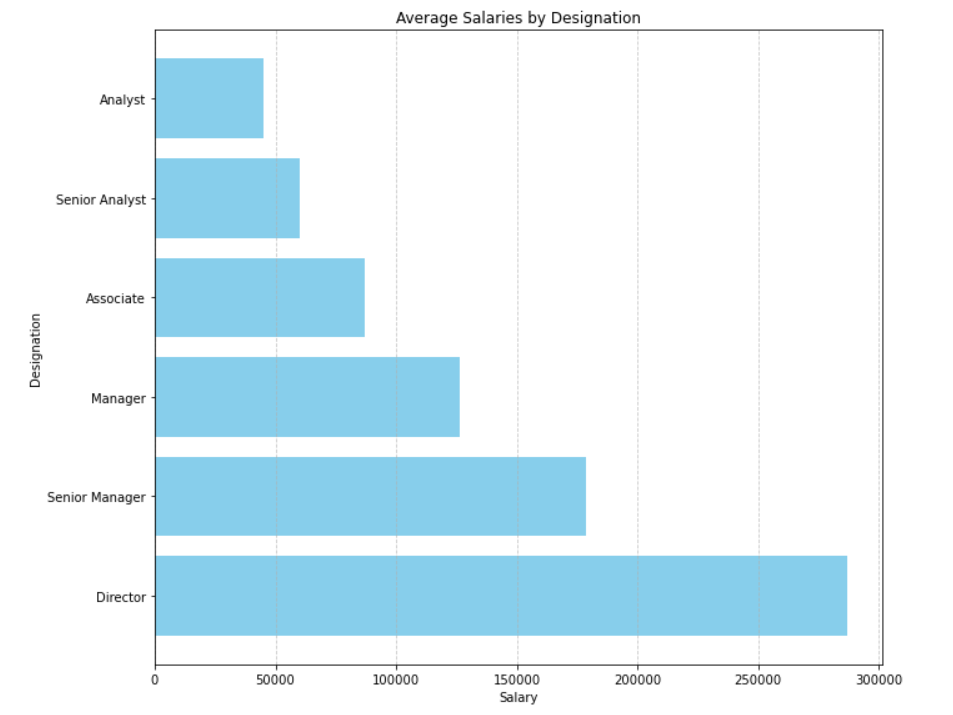 Average Salaries by Designation
Analyst
Senior Analyst
Associate
Manager
Senior Manager
Director
Designation
0 50000 100000 150000 200000 250000 300000
Salary